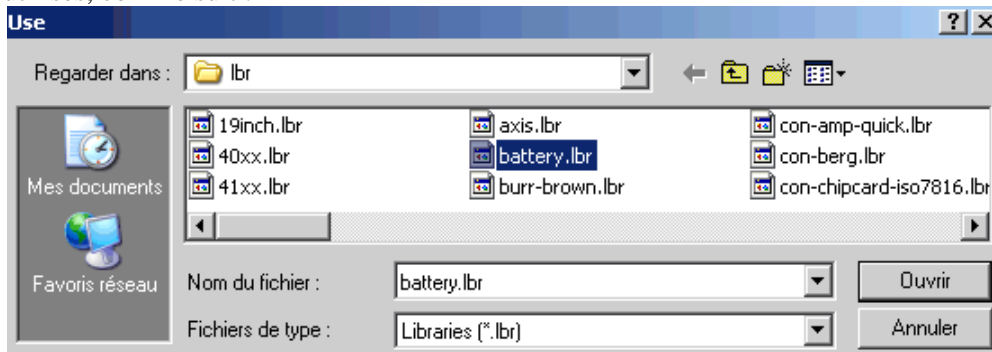 Use
Regarder dans :
lbr
19inch.lbr
axis.lbr
con-amp-quick.lbr
40xx.lbr
battery.lbr
con-berg.lbr
41xx.lbr
burr-brown.lbr
con-chipcard-iso7816.lbr
Mes documents
Favoris réseau
Nom du fichier :
battery.lbr
Ouvrir
Fichiers de type :
Libraries (*.lbr)
Annuler